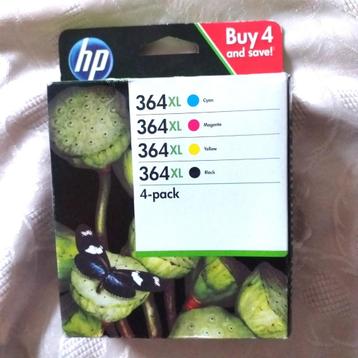 hp
Buy 4
and save!
364XL Cyan
364XL Magenta
364XL Yellow
364XL Black
4-pack